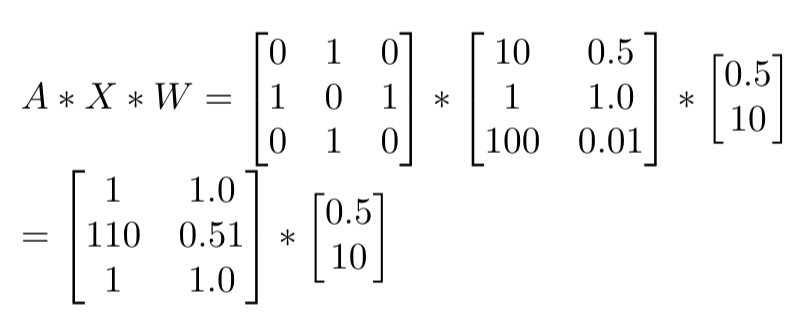 A * X * W = [0 1 0; 1 0 1; 0 1 0] * [10 0.5; 1 1.0; 100 0.01] * [0.5; 10]
= [1 1.0; 110 0.51; 1 1.0] * [0.5; 10]